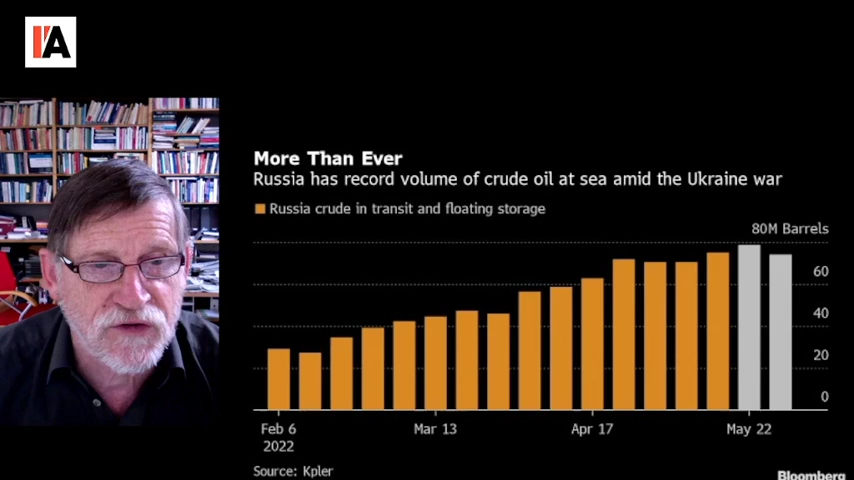 IA
More Than Ever
Russia has record volume of crude oil at sea amid the Ukraine war
Russia crude in transit and floating storage
80M Barrels
60
40
20
0
Feb 6 Mar 13 Apr 17 May 22
2022
Source: Kpler
Bloomberg